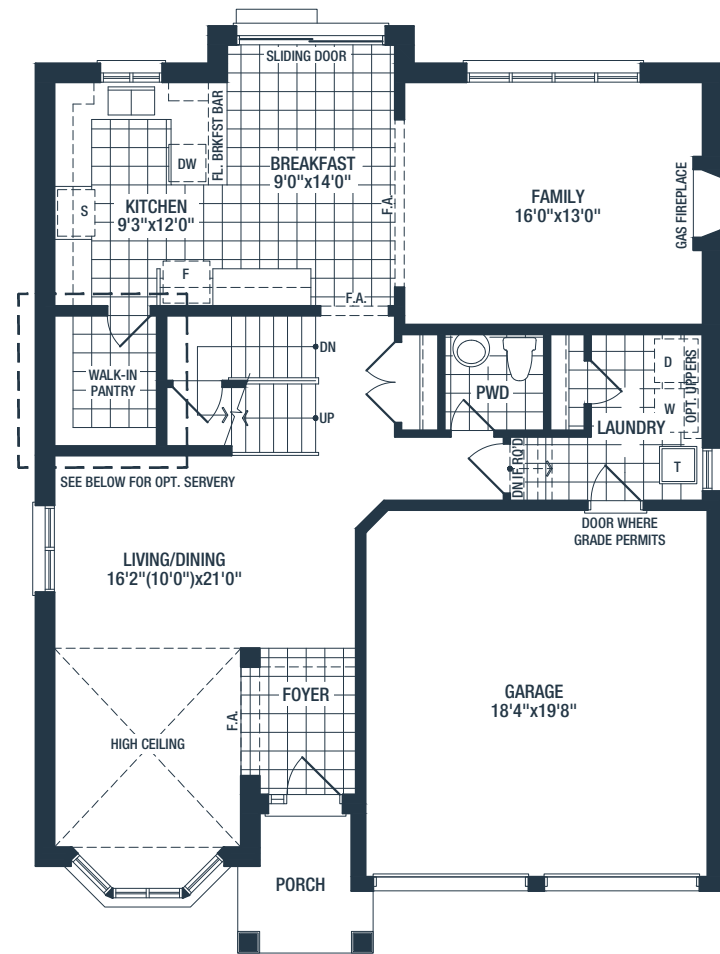 SLIDING DOOR
FL. BRKFST BAR
DW
BREAKFAST
9'0"x14'0"
S
KITCHEN
9'3"x12'0"
F.A.
FAMILY
16'0"x13'0"
GAS FIREPLACE
F
F.A.
DN
WALK-IN
PANTRY
UP
PWD
D
W
OPT. UPPERS
LAUNDRY
T
DN IF RQ'D
SEE BELOW FOR OPT. SERVERY
DOOR WHERE
GRADE PERMITS
LIVING/DINING
16'2"(10'0")x21'0"
FOYER
F.A.
GARAGE
18'4"x19'8"
HIGH CEILING
PORCH